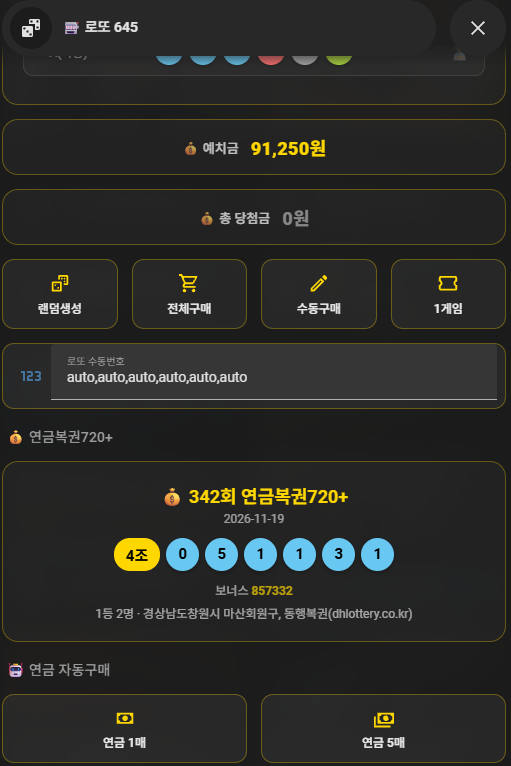 로또 645
예치금 91,250원
총 당첨금 0원
랜덤생성 전체구매 수동구매 1게임
123 로또 수동번호
auto,auto,auto,auto,auto,auto
연금복권720+
342회 연금복권720+
2026-11-19
4조 0 5 1 1 3 1
보너스 857332
1등 2명 · 경상남도창원시 마산회원구, 동행복권(dhlottery.co.kr)
연금 자동구매
연금 1매 연금 5매